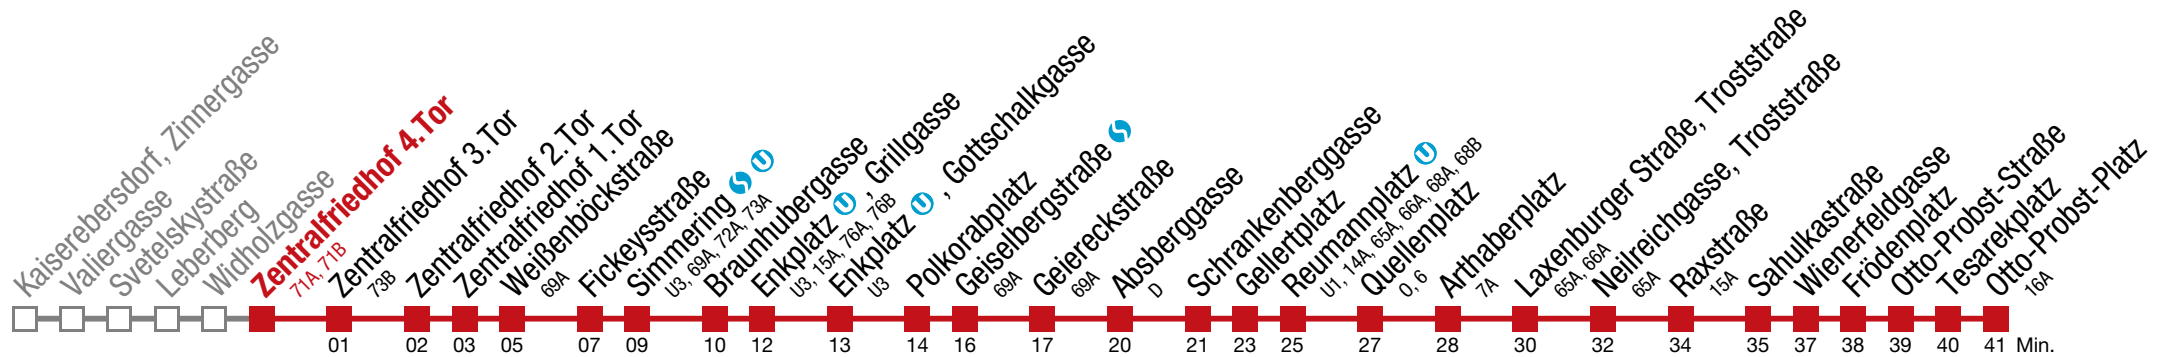 Kaiserebersdorf, Zinnergasse
Valiergasse
Svetelskystraße
Leberberg
Widholzgasse
Zentralfriedhof 4.Tor
71A, 71B
Zentralfriedhof 3.Tor
73B
Zentralfriedhof 2.Tor
Zentralfriedhof 1.Tor
Weißenböckstraße
69A
Fickeysstraße
Simmering S U
U3, 69A, 72A, 73A
Braunhubergasse
Enkplatz U , Grillgasse
U3, 15A, 76A, 76B
Enkplatz U , Gottschalkgasse
U3
Polkorabplatz
Geiselbergstraße S
69A
Geiereckstraße
69A
Absberggasse
D
Schrankenberggasse
Gellertplatz
Reumannplatz U
U1, 14A, 65A, 66A, 68A, 68B
Quellenplatz
O, 6
Arthaberplatz
7A
Laxenburger Straße, Troststraße
65A, 66A
Neilreichgasse, Troststraße
65A
Raxstraße
15A
Sahulkastraße
Wienerfeldgasse
Frödenplatz
Otto-Probst-Straße
Tesarekplatz
Otto-Probst-Platz
16A
01 02 03 05 07 09 10 12 13 14 16 17 20 21 23 25 27 28 30 32 34 35 37 38 39 40 41 Min.